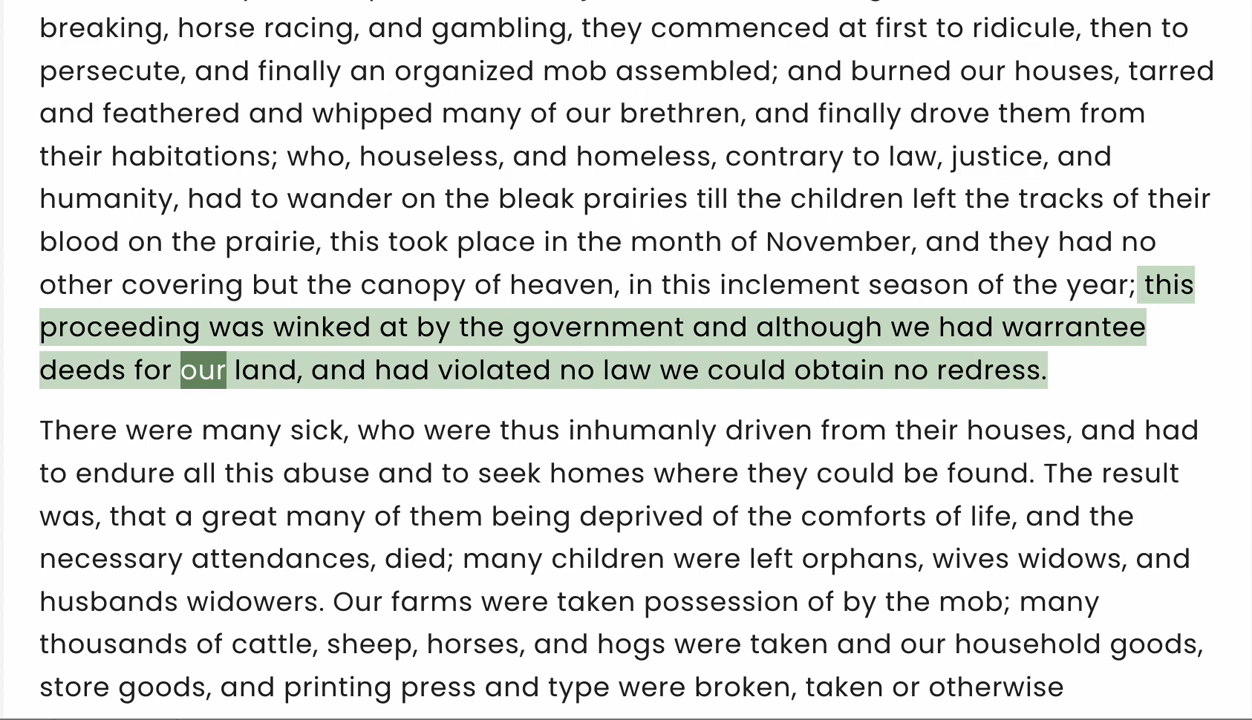 breaking, horse racing, and gambling, they commenced at first to ridicule, then to
persecute, and finally an organized mob assembled; and burned our houses, tarred
and feathered and whipped many of our brethren, and finally drove them from
their habitations; who, houseless, and homeless, contrary to law, justice, and
humanity, had to wander on the bleak prairies till the children left the tracks of their
blood on the prairie, this took place in the month of November, and they had no
other covering but the canopy of heaven, in this inclement season of the year; this
proceeding was winked at by the government and although we had warrantee
deeds for our land, and had violated no law we could obtain no redress.
There were many sick, who were thus inhumanly driven from their houses, and had
to endure all this abuse and to seek homes where they could be found. The result
was, that a great many of them being deprived of the comforts of life, and the
necessary attendances, died; many children were left orphans, wives widows, and
husbands widowers. Our farms were taken possession of by the mob; many
thousands of cattle, sheep, horses, and hogs were taken and our household goods,
store goods, and printing press and type were broken, taken or otherwise